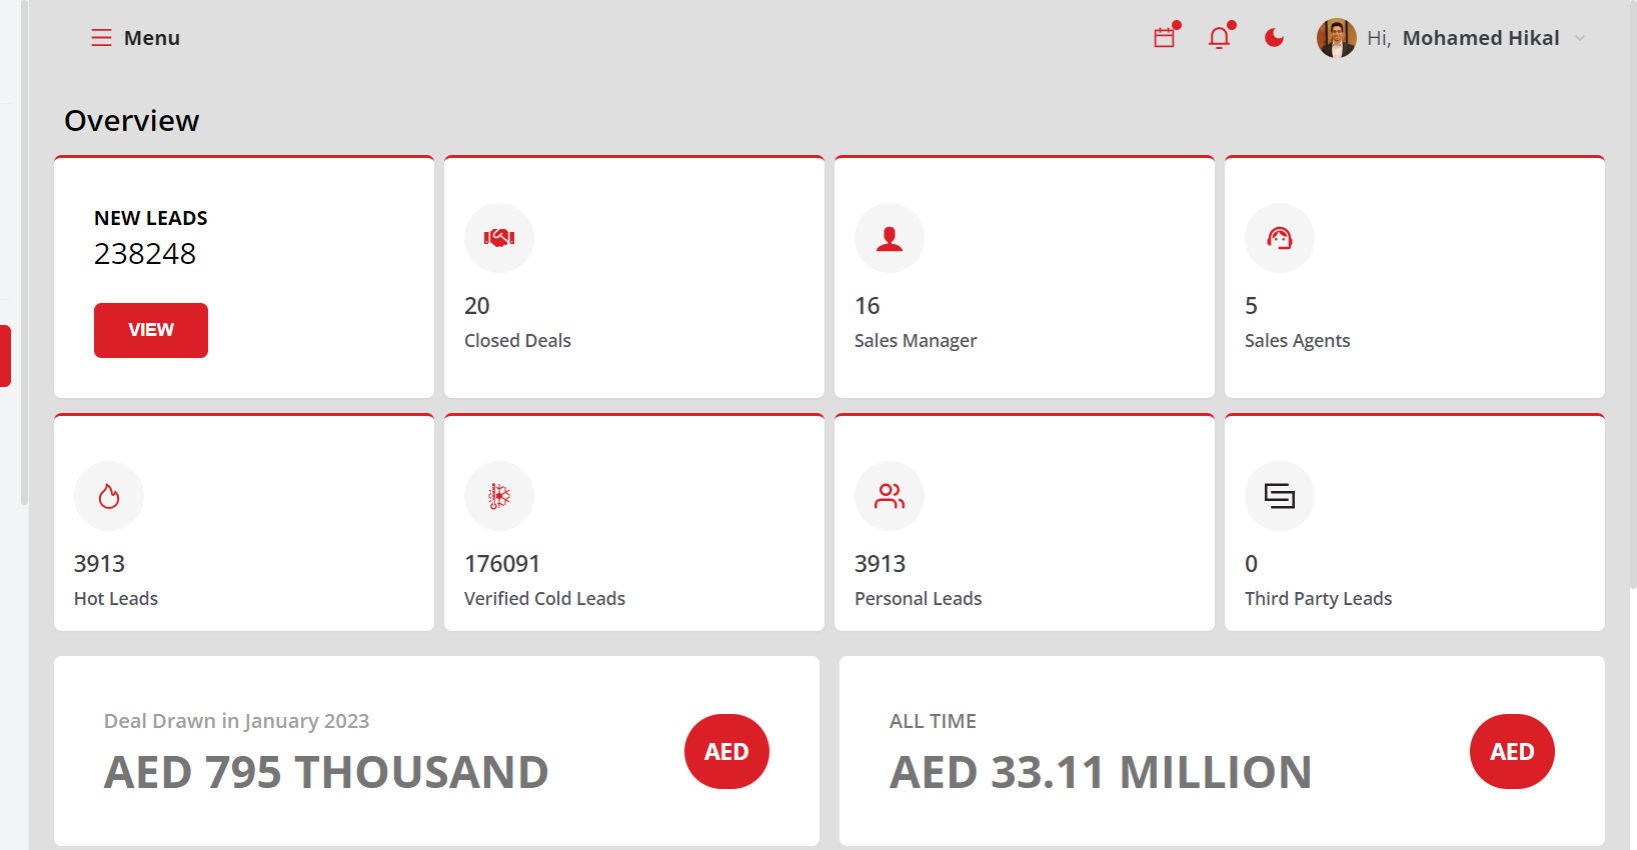 Menu
Hi, Mohamed Hikal
Overview
NEW LEADS
238248
VIEW
20
Closed Deals
16
Sales Manager
5
Sales Agents
3913
Hot Leads
176091
Verified Cold Leads
3913
Personal Leads
0
Third Party Leads
Deal Drawn in January 2023
AED 795 THOUSAND
AED
ALL TIME
AED 33.11 MILLION
AED